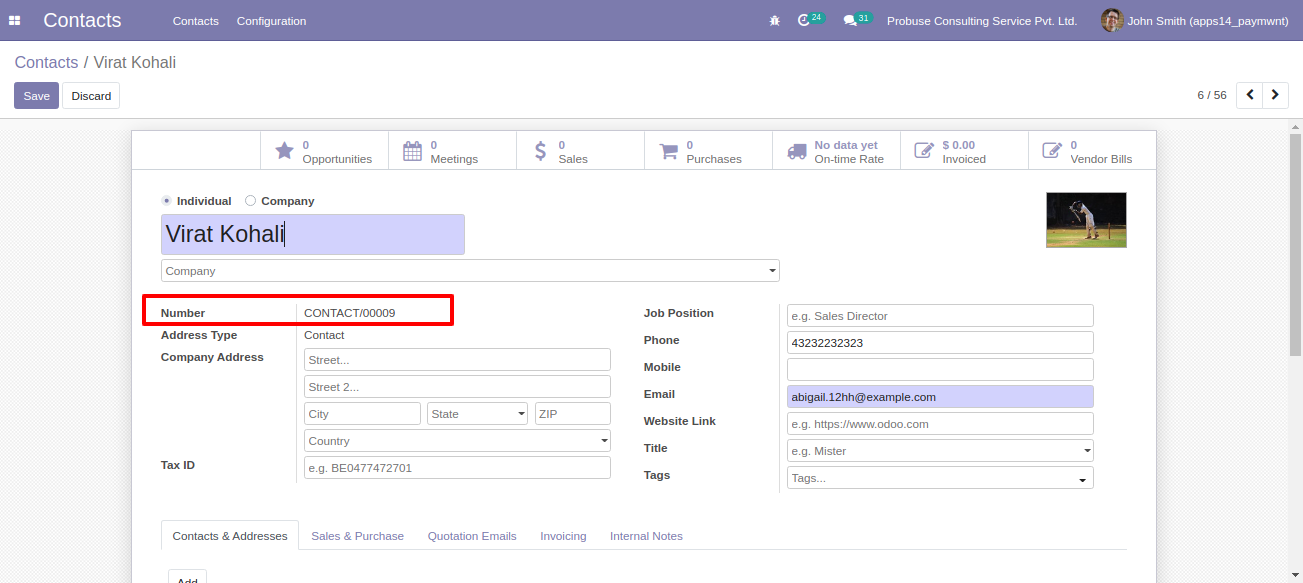 Contacts Contacts Configuration 24 31 Probuse Consulting Service Pvt. Ltd. John Smith (apps14_paymwnt)
Contacts / Virat Kohali
Save Discard 6 / 56
0 Opportunities
0 Meetings
0 Sales
0 Purchases
No data yet On-time Rate
$ 0.00 Invoiced
0 Vendor Bills
Individual Company
Virat Kohali
Company
Number CONTACT/00009
Address Type Contact
Company Address Street...
Street 2...
City State ZIP
Country
Tax ID e.g. BE0477472701
Job Position e.g. Sales Director
Phone 43232232323
Mobile
Email abigail.12hh@example.com
Website Link e.g. https://www.odoo.com
Title e.g. Mister
Tags Tags...
Contacts & Addresses Sales & Purchase Quotation Emails Invoicing Internal Notes
Add